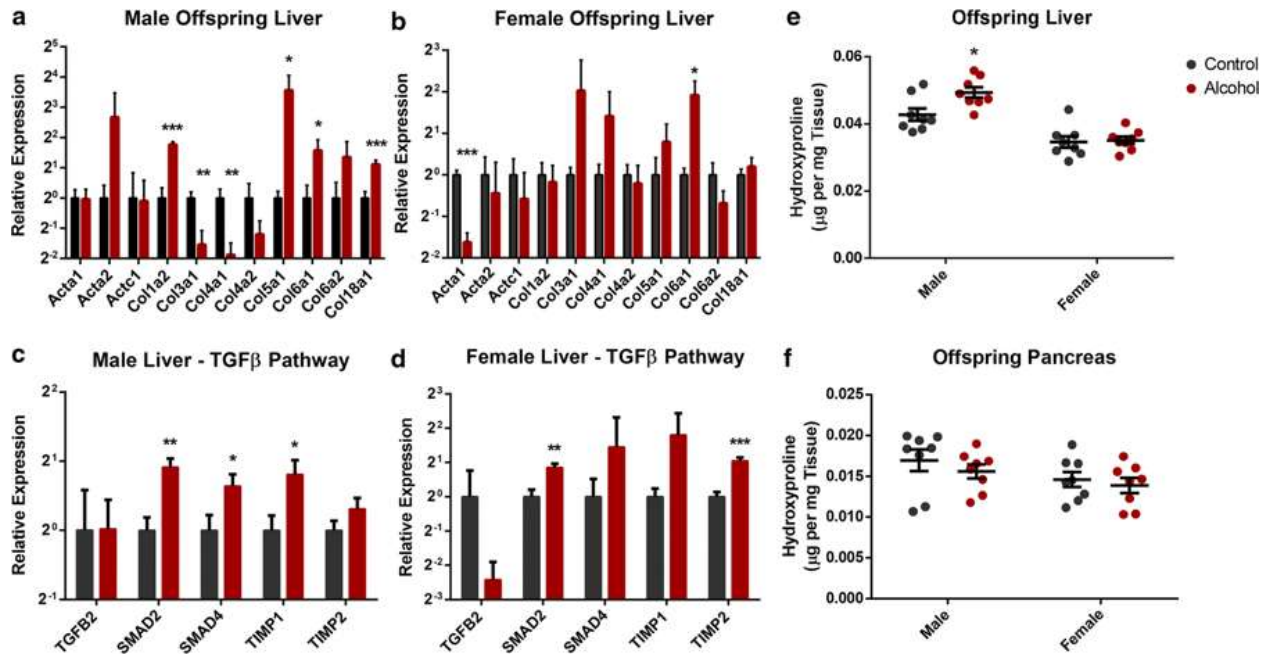 a Male Offspring Liver
Relative Expression
2^5
2^4
2^3
2^2
2^1
2^0
2^-1
2^-2
*** ** ** * * ***
Acta1 Acta2 Actc1 Col1a2 Col3a1 Col4a1 Col4a2 Col5a1 Col6a1 Col6a2 Col18a1
b Female Offspring Liver
Relative Expression
2^3
2^2
2^1
2^0
2^-1
2^-2
*** *
Acta1 Acta2 Actc1 Col1a2 Col3a1 Col4a1 Col4a2 Col5a1 Col6a1 Col6a2 Col18a1
e Offspring Liver
Hydroxyproline
(µg per mg Tissue)
0.06
0.04
0.02
0.00
*
Male Female
Control
Alcohol
c Male Liver - TGFβ Pathway
Relative Expression
2^2
2^1
2^0
2^-1
** * *
TGFB2 SMAD2 SMAD4 TIMP1 TIMP2
d Female Liver - TGFβ Pathway
Relative Expression
2^3
2^2
2^1
2^0
2^-1
2^-2
2^-3
** ***
TGFB2 SMAD2 SMAD4 TIMP1 TIMP2
f Offspring Pancreas
Hydroxyproline
(µg per mg Tissue)
0.025
0.020
0.015
0.010
0.005
0.000
Male Female